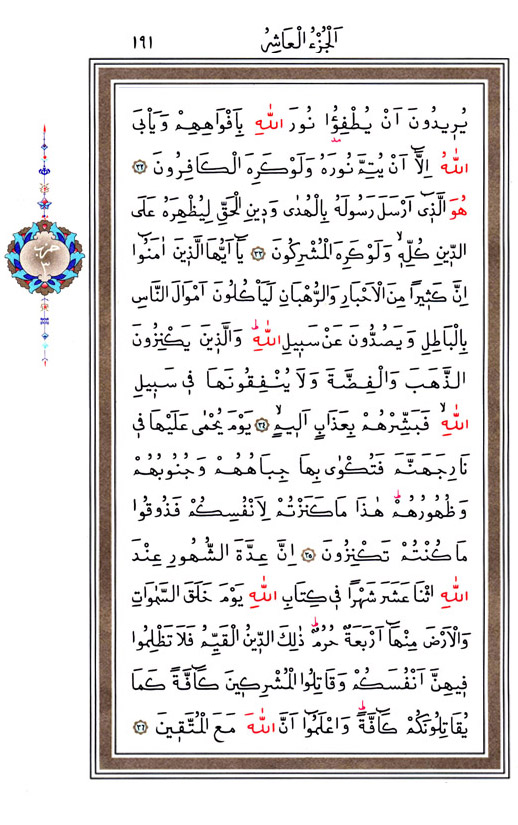 اَلْجُزْءُ الْعَاشِرُ ١٩١
يُرٖيدُونَ اَنْ يُطْفِؤُ۫ا نُورَ اللّٰهِ بِاَفْوَاهِهِمْ وَيَأْبَى
اللّٰهُ اِلَّٓا اَنْ يُتِمَّ نُورَهُ وَلَوْ كَرِهَ الْكَافِرُونَ ٣٢
هُوَ الَّذٖٓي اَرْسَلَ رَسُولَهُ بِالْهُدٰى وَدٖينِ الْحَقِّ لِيُظْهِرَهُ عَلَى
الدّٖينِ كُلِّهٖۙ وَلَوْ كَرِهَ الْمُشْرِكُونَ ٣٣ يَٓا اَيُّهَا الَّذٖينَ اٰمَنُٓوا
اِنَّ كَثٖيرًا مِنَ الْاَحْبَارِ وَالرُّهْبَانِ لَيَأْكُلُونَ اَمْوَالَ النَّاسِ
بِالْبَاطِلِ وَيَصُدُّونَ عَنْ سَبٖيلِ اللّٰهِؕ وَالَّذٖينَ يَكْنِزُونَ
الذَّهَبَ وَالْفِضَّةَ وَلَا يُنْفِقُونَهَا فٖي سَبٖيلِ
اللّٰهِۙ فَبَشِّرْهُمْ بِعَذَابٍ اَلٖيمٍۙ ٣٤ يَوْمَ يُحْمٰى عَلَيْهَا فٖي
نَارِ جَهَنَّمَ فَتُكْوٰى بِهَا جِبَاهُهُمْ وَجُنُوبُهُمْ
وَظُهُورُهُمْؕ هٰذَا مَا كَنَزْتُمْ لِاَنْفُسِكُمْ فَذُوقُوا
مَا كُنْتُمْ تَكْنِزُونَ ٣٥ اِنَّ عِدَّةَ الشُّهُورِ عِنْدَ
اللّٰهِ اثْنَا عَشَرَ شَهْرًا فٖي كِتَابِ اللّٰهِ يَوْمَ خَلَقَ السَّمٰوَاتِ
وَالْاَرْضَ مِنْهَٓا اَرْبَعَةٌ حُرُمٌؕ ذٰلِكَ الدّٖينُ الْقَيِّمُ فَلَا تَظْلِمُوا
فٖيهِنَّ اَنْفُسَكُمْ وَقَاتِلُوا الْمُشْرِكٖينَ كَٓافَّةً كَمَا
يُقَاتِلُونَكُمْ كَٓافَّةًؕ وَاعْلَمُٓوا اَنَّ اللّٰهَ مَعَ الْمُتَّقٖينَ ٣٦
حزب
٣